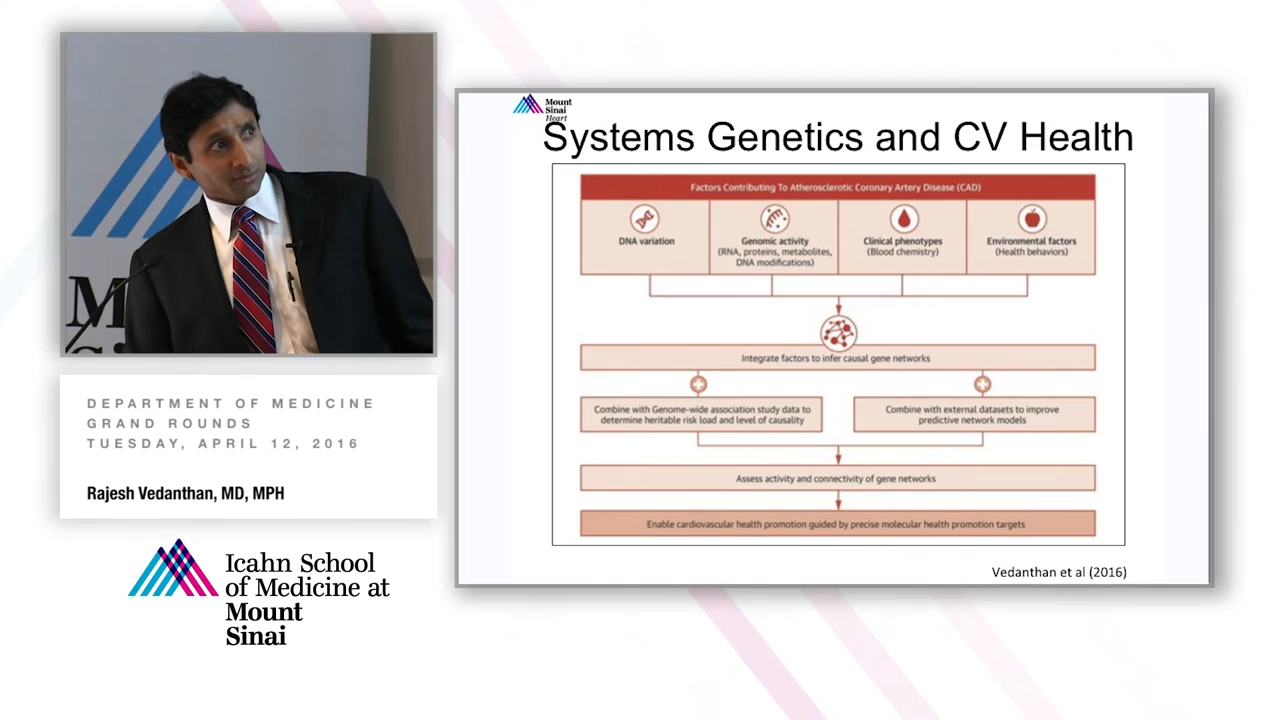 M
DEPARTMENT OF MEDICINE
GRAND ROUNDS
TUESDAY, APRIL 12, 2016
Rajesh Vedanthan, MD, MPH
Icahn School
of Medicine at
Mount
Sinai
Mount
Sinai
Heart
Systems Genetics and CV Health
Factors Contributing To Atherosclerotic Coronary Artery Disease (CAD)
DNA variation
Genomic activity
(RNA, proteins, metabolites,
DNA modifications)
Clinical phenotypes
(Blood chemistry)
Environmental factors
(Health behaviors)
Integrate factors to infer causal gene networks
Combine with Genome-wide association study data to
determine heritable risk load and level of causality
Combine with external datasets to improve
predictive network models
Assess activity and connectivity of gene networks
Enable cardiovascular health promotion guided by precise molecular health promotion targets
Vedanthan et al (2016)